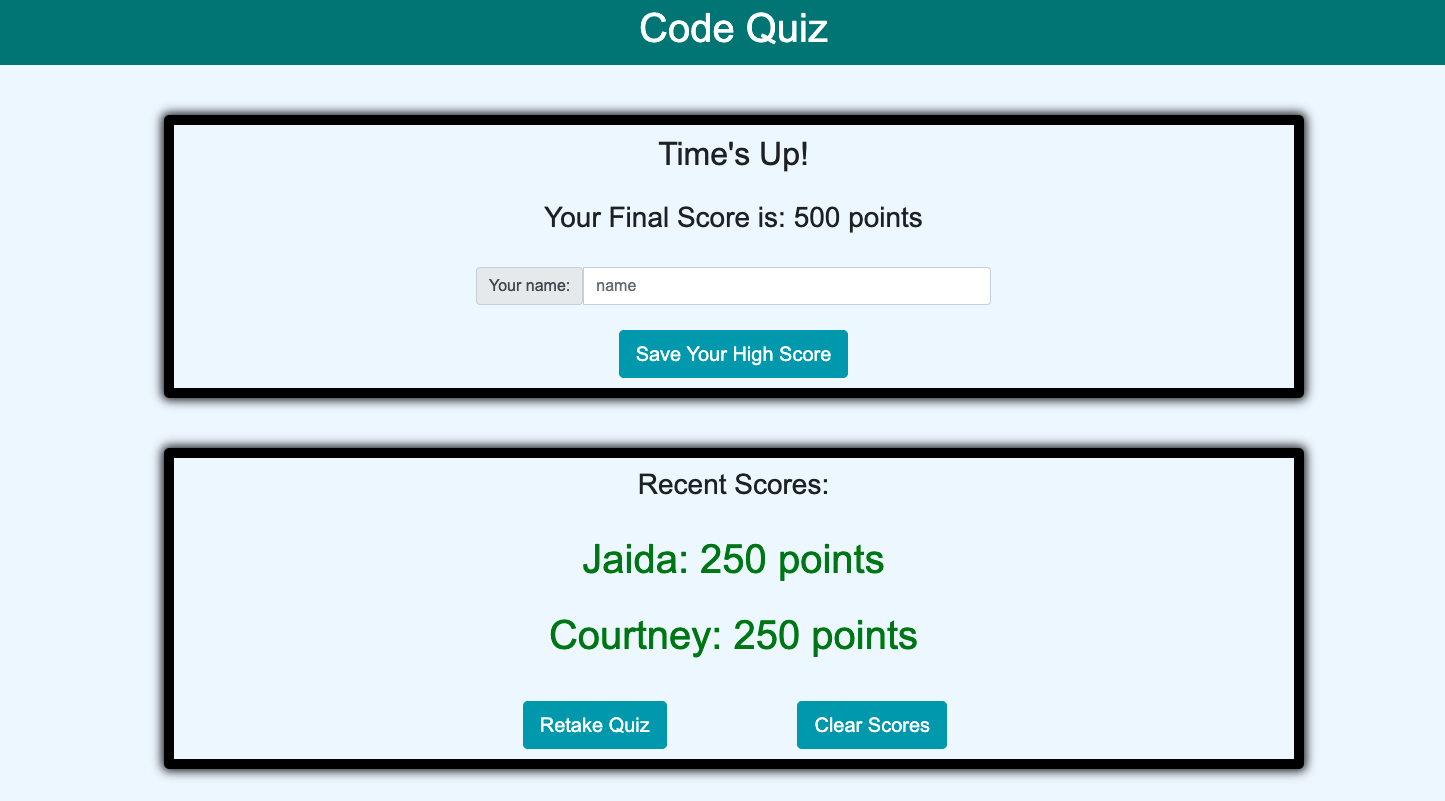 Code Quiz
Time's Up!
Your Final Score is: 500 points
Your name: name
Save Your High Score
Recent Scores:
Jaida: 250 points
Courtney: 250 points
Retake Quiz Clear Scores